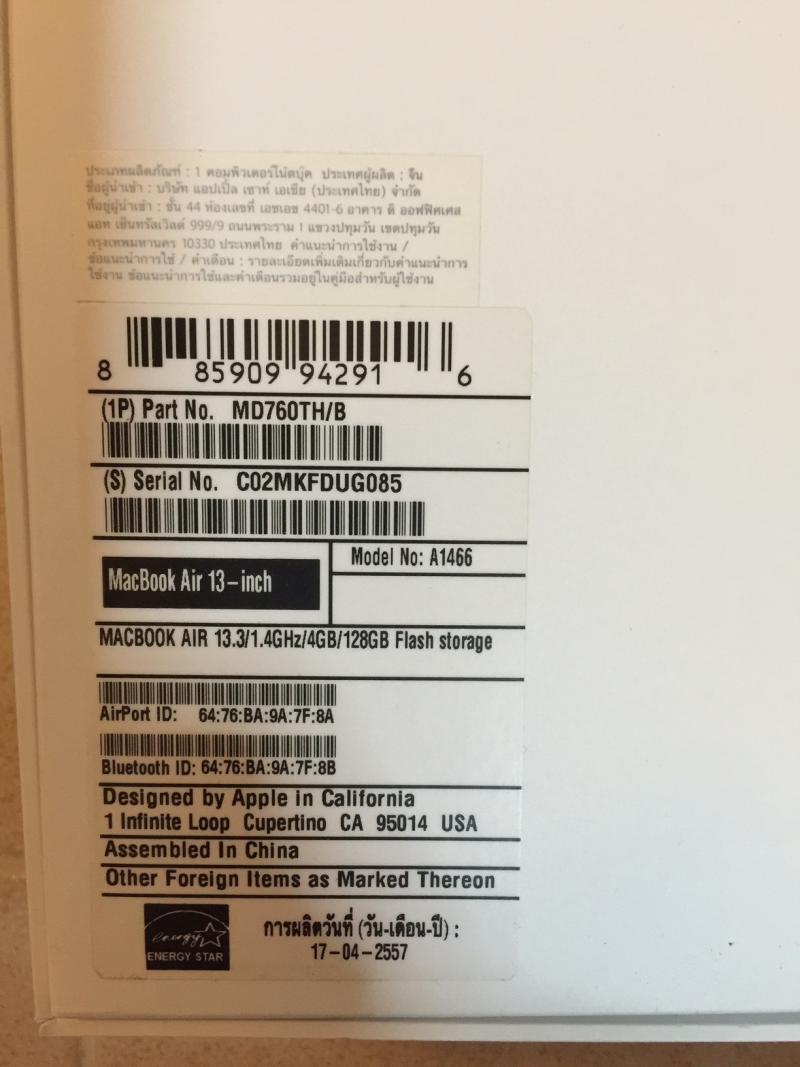 ประเภทผลิตภัณฑ์ : 1 คอมพิวเตอร์โน้ตบุ๊ค ประเทศผู้ผลิต : จีน
ชื่อผู้นำเข้า : บริษัท แอปเปิ้ล เซาท์ เอเชีย (ประเทศไทย) จำกัด
ที่อยู่ผู้นำเข้า : ชั้น 44 ห้องเลขที่ เอชเอช 4401-6 อาคาร ดิ ออฟฟิศเศส
แอท เซ็นทรัลเวิลด์ 999/9 ถนนพระราม 1 แขวงปทุมวัน เขตปทุมวัน
กรุงเทพมหานคร 10330 ประเทศไทย คำแนะนำการใช้งาน /
ข้อแนะนำการใช้ / คำเตือน : รายละเอียดเพิ่มเติมเกี่ยวกับคำแนะนำการ
ใช้งาน ข้อแนะนำการใช้และคำเตือนรวมอยู่ในคู่มือสำหรับผู้ใช้งาน
8 85909 94291 6
(1P) Part No. MD760TH/B
(S) Serial No. C02MKFDUG085
MacBook Air 13-inch
Model No: A1466
MACBOOK AIR 13.3/1.4GHz/4GB/128GB Flash storage
AirPort ID: 64:76:BA:9A:7F:8A
Bluetooth ID: 64:76:BA:9A:7F:8B
Designed by Apple in California
1 Infinite Loop Cupertino CA 95014 USA
Assembled In China
Other Foreign Items as Marked Thereon
energy
ENERGY STAR
การผลิตวันที่ (วัน-เดือน-ปี) :
17-04-2557